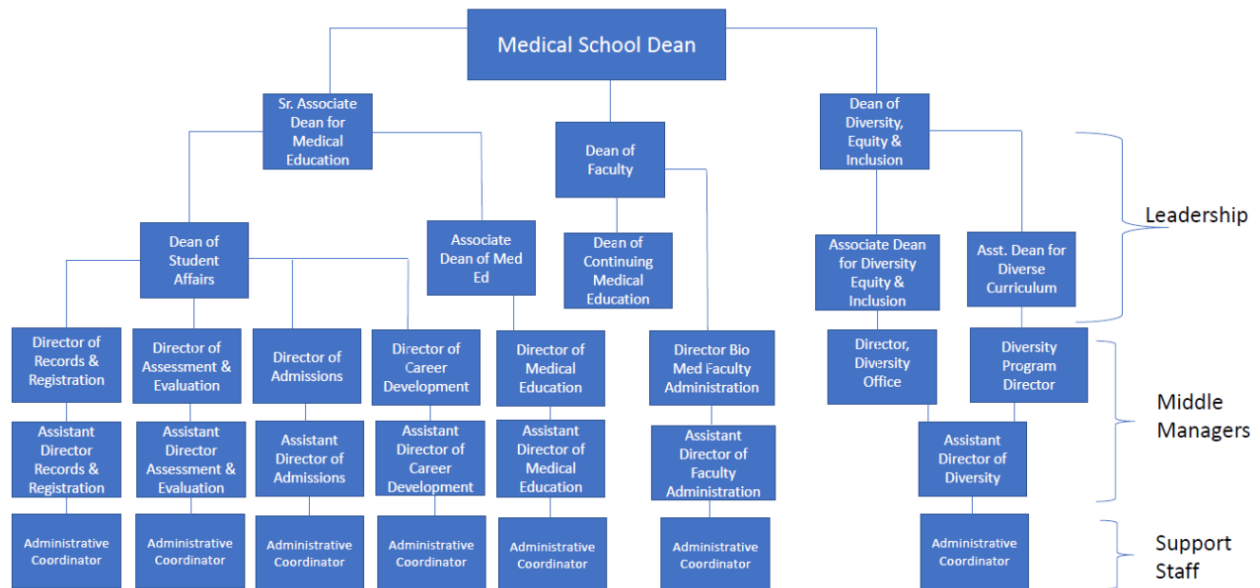 Medical School Dean
Sr. Associate
Dean for
Medical
Education
Dean of
Faculty
Dean of
Diversity,
Equity &
Inclusion
Leadership
Dean of
Student
Affairs
Associate
Dean of Med
Ed
Dean of
Continuing
Medical
Education
Associate Dean
for Diversity
Equity &
Inclusion
Asst. Dean for
Diverse
Curriculum
Director of
Records &
Registration
Director of
Assessment &
Evaluation
Director of
Admissions
Director of
Career
Development
Director of
Medical
Education
Director Bio
Med Faculty
Administration
Director,
Diversity
Office
Diversity
Program
Director
Middle
Managers
Assistant
Director
Records &
Registration
Assistant
Director
Assessment &
Evaluation
Assistant
Director of
Admissions
Assistant
Director of
Career
Development
Assistant
Director of
Medical
Education
Assistant
Director of
Faculty
Administration
Assistant
Director of
Diversity
Administrative
Coordinator
Administrative
Coordinator
Administrative
Coordinator
Administrative
Coordinator
Administrative
Coordinator
Administrative
Coordinator
Administrative
Coordinator
Support
Staff